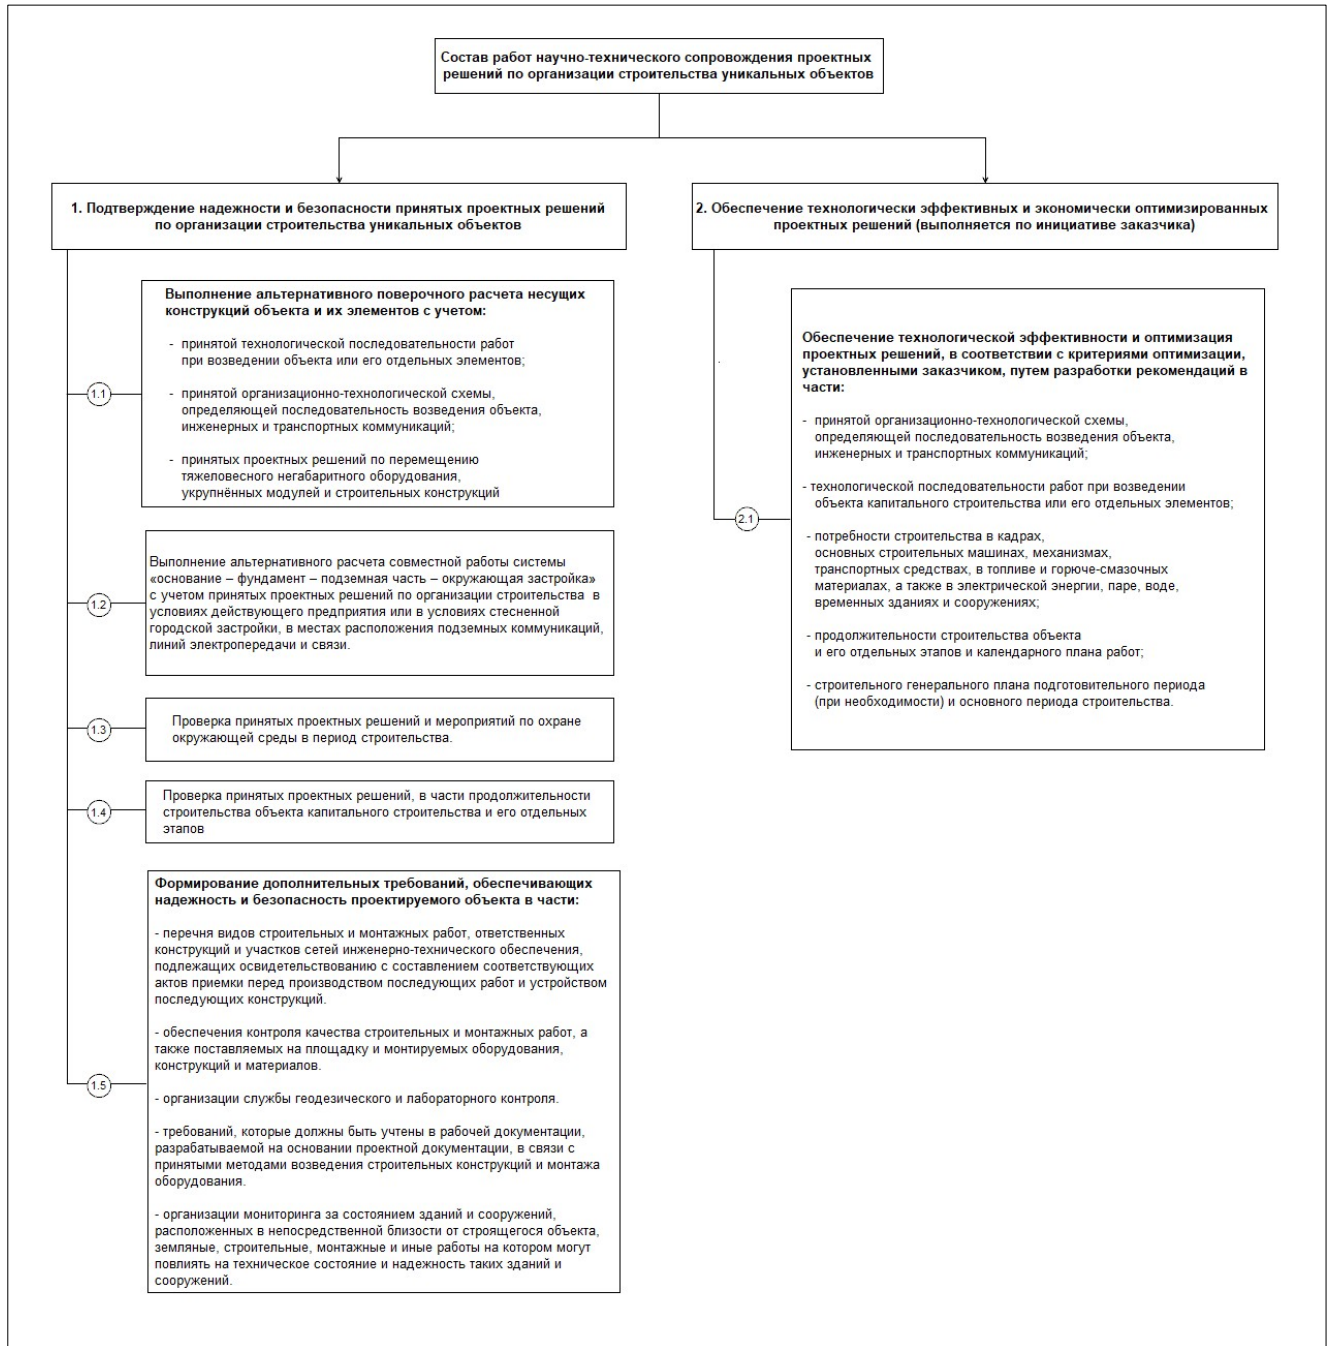 Состав работ научно-технического сопровождения проектных
решений по организации строительства уникальных объектов
1. Подтверждение надежности и безопасности принятых проектных решений
по организации строительства уникальных объектов
1.1
Выполнение альтернативного поверочного расчета несущих
конструкций объекта и их элементов с учетом:
- принятой технологической последовательности работ
при возведении объекта или его отдельных элементов;
- принятой организационно-технологической схемы,
определяющей последовательность возведения объекта,
инженерных и транспортных коммуникаций;
- принятых проектных решений по перемещению
тяжеловесного негабаритного оборудования,
укрупнённых модулей и строительных конструкций
1.2
Выполнение альтернативного расчета совместной работы системы
«основание – фундамент – подземная часть – окружающая застройка»
с учетом принятых проектных решений по организации строительства в
условиях действующего предприятия или в условиях стесненной
городской застройки, в местах расположения подземных коммуникаций,
линий электропередачи и связи.
1.3
Проверка принятых проектных решений и мероприятий по охране
окружающей среды в период строительства.
1.4
Проверка принятых проектных решений, в части продолжительности
строительства объекта капитального строительства и его отдельных
этапов
1.5
Формирование дополнительных требований, обеспечивающих
надежность и безопасность проектируемого объекта в части:
- перечня видов строительных и монтажных работ, ответственных
конструкций и участков сетей инженерно-технического обеспечения,
подлежащих освидетельствованию с составлением соответствующих
актов приемки перед производством последующих работ и устройством
последующих конструкций.
- обеспечения контроля качества строительных и монтажных работ, а
также поставляемых на площадку и монтируемых оборудования,
конструкций и материалов.
- организации службы геодезического и лабораторного контроля.
- требований, которые должны быть учтены в рабочей документации,
разрабатываемой на основании проектной документации, в связи с
принятыми методами возведения строительных конструкций и монтажа
оборудования.
- организации мониторинга за состоянием зданий и сооружений,
расположенных в непосредственной близости от строящегося объекта,
земляные, строительные, монтажные и иные работы на котором могут
повлиять на техническое состояние и надежность таких зданий и
сооружений.
2. Обеспечение технологически эффективных и экономически оптимизированных
проектных решений (выполняется по инициативе заказчика)
2.1
Обеспечение технологической эффективности и оптимизация
проектных решений, в соответствии с критериями оптимизации,
установленными заказчиком, путем разработки рекомендаций в
части:
- принятой организационно-технологической схемы,
определяющей последовательность возведения объекта,
инженерных и транспортных коммуникаций;
- технологической последовательности работ при возведении
объекта капитального строительства или его отдельных элементов;
- потребности строительства в кадрах,
основных строительных машинах, механизмах,
транспортных средствах, в топливе и горюче-смазочных
материалах, а также в электрической энергии, паре, воде,
временных зданиях и сооружениях;
- продолжительности строительства объекта
и его отдельных этапов и календарного плана работ;
- строительного генерального плана подготовительного периода
(при необходимости) и основного периода строительства.